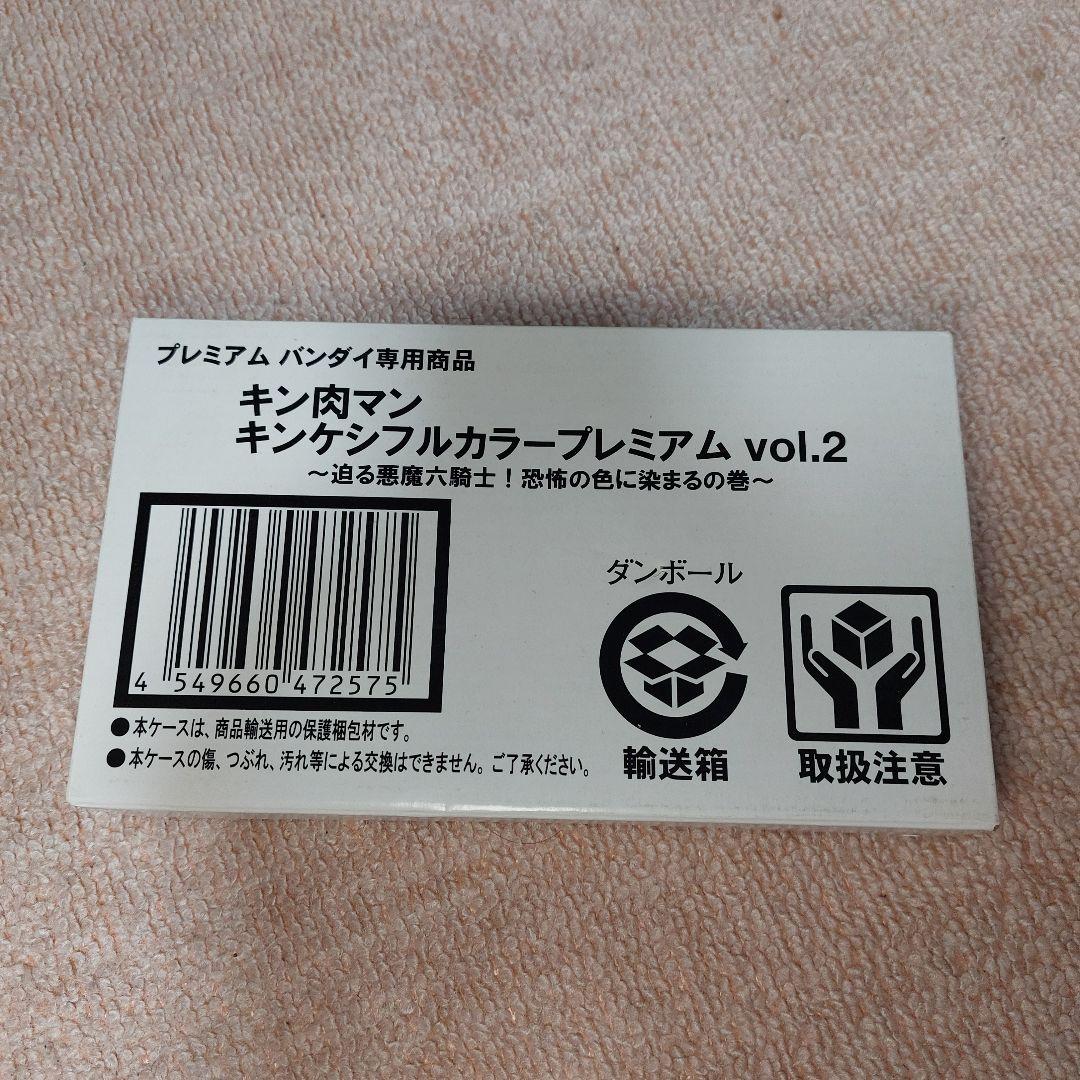 プレミアム バンダイ専用商品
キン肉マン
キンケシフルカラープレミアム vol.2
～迫る悪魔六騎士！恐怖の色に染まるの巻～
4 549660 472575
●本ケースは、商品輸送用の保護梱包材です。
●本ケースの傷、つぶれ、汚れ等による交換はできません。ご了承ください。
ダンボール
輸送箱
取扱注意